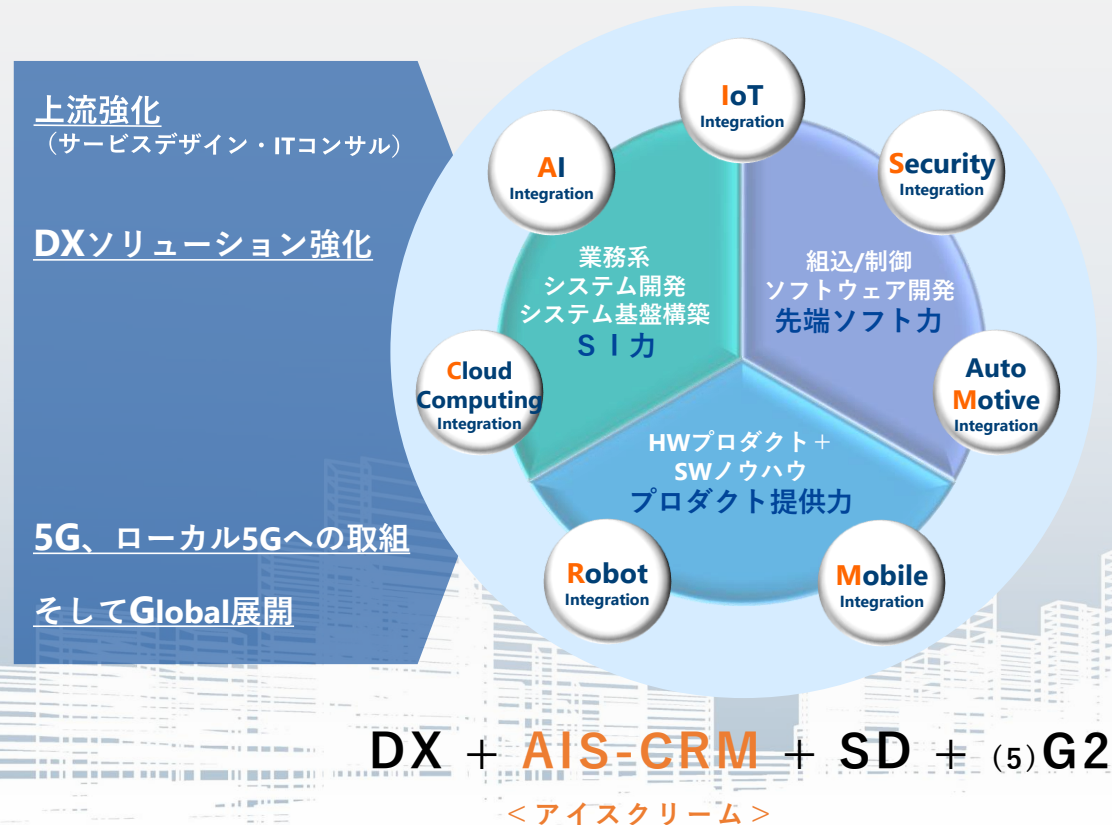 上流強化
（サービスデザイン・ITコンサル）
DXソリューション強化
5G、ローカル5Gへの取組
そしてGlobal展開
IoT
Integration
AI
Integration
Security
Integration
業務系
システム開発
システム基盤構築
ＳＩ力
組込/制御
ソフトウェア開発
先端ソフト力
Cloud
Computing
Integration
Auto
Motive
Integration
HWプロダクト＋
SWノウハウ
プロダクト提供力
Robot
Integration
Mobile
Integration
DX + AIS-CRM + SD + (5)G2
＜アイスクリーム＞